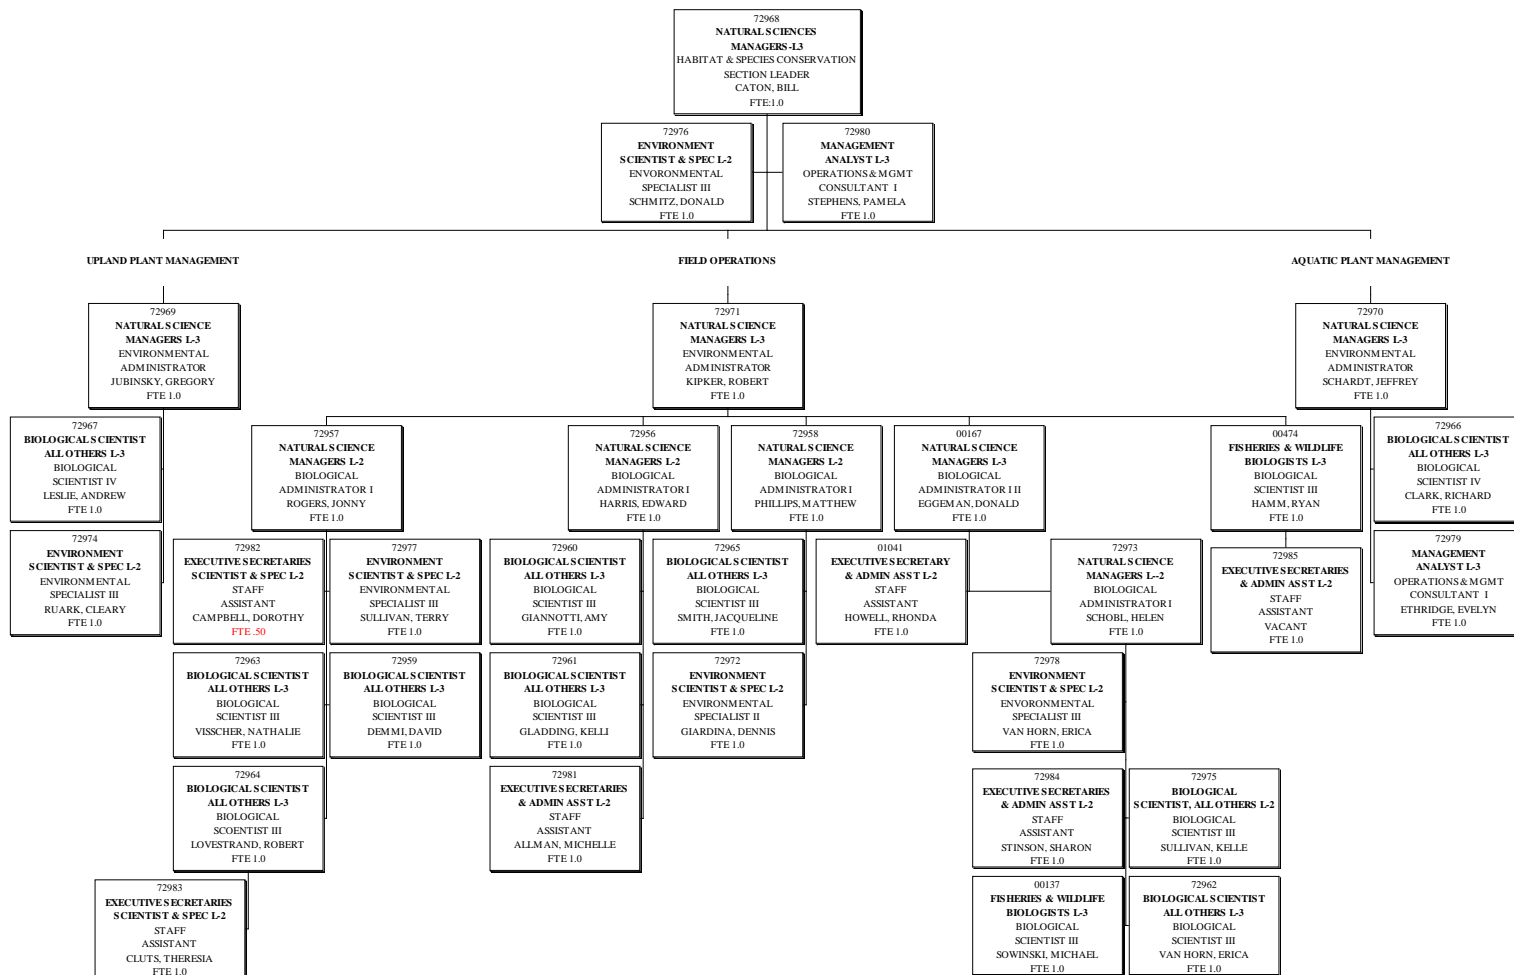 72968
NATURAL SCIENCES
MANAGERS-L3
HABITAT & SPECIES CONSERVATION
SECTION LEADER
CATON, BILL
FTE:1.0
72976
ENVIRONMENT
SCIENTIST & SPEC L-2
ENVORONMENTAL
SPECIALIST III
SCHMITZ, DONALD
FTE 1.0
72980
MANAGEMENT
ANALYST L-3
OPERATIONS & MGMT
CONSULTANT I
STEPHENS, PAMELA
FTE 1.0
UPLAND PLANT MANAGEMENT
FIELD OPERATIONS
AQUATIC PLANT MANAGEMENT
72969
NATURAL SCIENCE
MANAGERS L-3
ENVIRONMENTAL
ADMINISTRATOR
JUBINSKY, GREGORY
FTE 1.0
72971
NATURAL SCIENCE
MANAGERS L-3
ENVIRONMENTAL
ADMINISTRATOR
KIPKER, ROBERT
FTE 1.0
72970
NATURAL SCIENCE
MANAGERS L-3
ENVIRONMENTAL
ADMINISTRATOR
SCHARDT, JEFFREY
FTE 1.0
72967
BIOLOGICAL SCIENTIST
ALL OTHERS L-3
BIOLOGICAL
SCIENTIST IV
LESLIE, ANDREW
FTE 1.0
72957
NATURAL SCIENCE
MANAGERS L-2
BIOLOGICAL
ADMINISTRATOR I
ROGERS, JONNY
FTE 1.0
72956
NATURAL SCIENCE
MANAGERS L-2
BIOLOGICAL
ADMINISTRATOR I
HARRIS, EDWARD
FTE 1.0
72958
NATURAL SCIENCE
MANAGERS L-2
BIOLOGICAL
ADMINISTRATOR I
PHILLIPS, MATTHEW
FTE 1.0
00167
NATURAL SCIENCE
MANAGERS L-3
BIOLOGICAL
ADMINISTRATOR I II
EGGEMAN, DONALD
FTE 1.0
00474
FISHERIES & WILDLIFE
BIOLOGISTS L-3
BIOLOGICAL
SCIENTIST III
HAMM, RYAN
FTE 1.0
72966
BIOLOGICAL SCIENTIST
ALL OTHERS L-3
BIOLOGICAL
SCIENTIST IV
CLARK, RICHARD
FTE 1.0
72974
ENVIRONMENT
SCIENTIST & SPEC L-2
ENVIRONMENTAL
SPECIALIST III
RUARK, CLEARY
FTE 1.0
72982
EXECUTIVE SECRETARIES
SCIENTIST & SPEC L-2
STAFF
ASSISTANT
CAMPBELL, DOROTHY
FTE .50
72977
ENVIRONMENT
SCIENTIST & SPEC L-2
ENVIRONMENTAL
SPECIALIST III
SULLIVAN, TERRY
FTE 1.0
72960
BIOLOGICAL SCIENTIST
ALL OTHERS L-3
BIOLOGICAL
SCIENTIST III
GIANNOTTI, AMY
FTE 1.0
72965
BIOLOGICAL SCIENTIST
ALL OTHERS L-3
BIOLOGICAL
SCIENTIST III
SMITH, JACQUELINE
FTE 1.0
01041
EXECUTIVE SECRETARY
& ADMIN ASST L-2
STAFF
ASSISTANT
HOWELL, RHONDA
FTE 1.0
72973
NATURAL SCIENCE
MANAGERS L--2
BIOLOGICAL
ADMINISTRATOR I
SCHOBL, HELEN
FTE 1.0
72985
EXECUTIVE SECRETARIES
& ADMIN ASST L-2
STAFF
ASSISTANT
VACANT
FTE 1.0
72979
MANAGEMENT
ANALYST L-3
OPERATIONS & MGMT
CONSULTANT I
ETHRIDGE, EVELYN
FTE 1.0
72963
BIOLOGICAL SCIENTIST
ALL OTHERS L-3
BIOLOGICAL
SCIENTIST III
VISSCHER, NATHALIE
FTE 1.0
72959
BIOLOGICAL SCIENTIST
ALL OTHERS L-3
BIOLOGICAL
SCIENTIST III
DEMMI, DAVID
FTE 1.0
72961
BIOLOGICAL SCIENTIST
ALL OTHERS L-3
BIOLOGICAL
SCIENTIST III
GLADDING, KELLI
FTE 1.0
72972
ENVIRONMENT
SCIENTIST & SPEC L-2
ENVIRONMENTAL
SPECIALIST II
GIARDINA, DENNIS
FTE 1.0
72978
ENVIRONMENT
SCIENTIST & SPEC L-2
ENVORONMENTAL
SPECIALIST III
VAN HORN, ERICA
FTE 1.0
72964
BIOLOGICAL SCIENTIST
ALL OTHERS L-3
BIOLOGICAL
SCOENTIST III
LOVESTRAND, ROBERT
FTE 1.0
72981
EXECUTIVE SECRETARIES
& ADMIN ASST L-2
STAFF
ASSISTANT
ALLMAN, MICHELLE
FTE 1.0
72984
EXECUTIVE SECRETARIES
& ADMIN ASST L-2
STAFF
ASSISTANT
STINSON, SHARON
FTE 1.0
72975
BIOLOGICAL
SCIENTIST, ALL OTHERS L-2
BIOLOGICAL
SCIENTIST III
SULLIVAN, KELLE
FTE 1.0
72983
EXECUTIVE SECRETARIES
SCIENTIST & SPEC L-2
STAFF
ASSISTANT
CLUTS, THERESIA
FTE 1.0
00137
FISHERIES & WILDLIFE
BIOLOGISTS L-3
BIOLOGICAL
SCIENTIST III
SOWINSKI, MICHAEL
FTE 1.0
72962
BIOLOGICAL SCIENTIST
ALL OTHERS L-3
BIOLOGICAL
SCIENTIST III
VAN HORN, ERICA
FTE 1.0